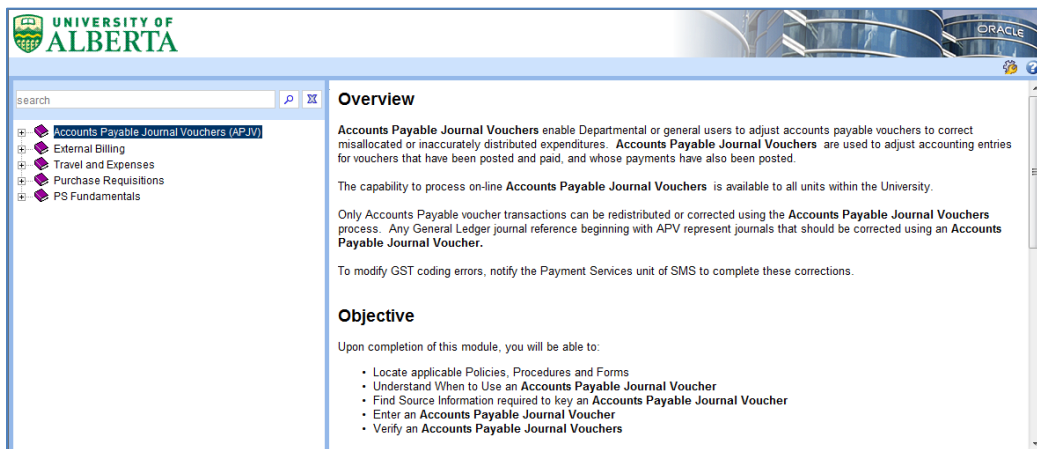 UNIVERSITY OF
ALBERTA
ORACLE
search
Accounts Payable Journal Vouchers (APJV)
External Billing
Travel and Expenses
Purchase Requisitions
PS Fundamentals
Overview
Accounts Payable Journal Vouchers enable Departmental or general users to adjust accounts payable vouchers to correct
misallocated or inaccurately distributed expenditures. Accounts Payable Journal Vouchers are used to adjust accounting entries
for vouchers that have been posted and paid, and whose payments have also been posted.
The capability to process on-line Accounts Payable Journal Vouchers is available to all units within the University.
Only Accounts Payable voucher transactions can be redistributed or corrected using the Accounts Payable Journal Vouchers
process. Any General Ledger journal reference beginning with APV represent journals that should be corrected using an Accounts
Payable Journal Voucher.
To modify GST coding errors, notify the Payment Services unit of SMS to complete these corrections.
Objective
Upon completion of this module, you will be able to:
• Locate applicable Policies, Procedures and Forms
• Understand When to Use an Accounts Payable Journal Voucher
• Find Source Information required to key an Accounts Payable Journal Voucher
• Enter an Accounts Payable Journal Voucher
• Verify an Accounts Payable Journal Vouchers